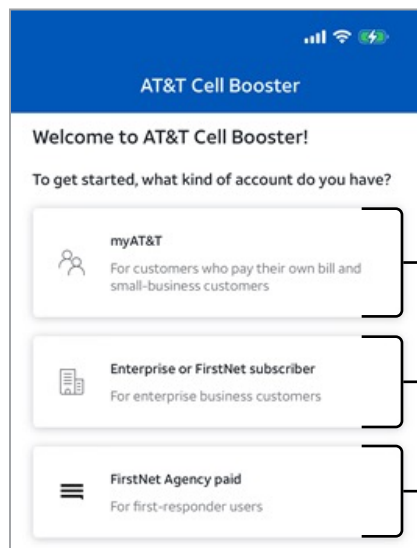 AT&T Cell Booster
Welcome to AT&T Cell Booster!
To get started, what kind of account do you have?
myAT&T
For customers who pay their own bill and
small-business customers
Enterprise or FirstNet subscriber
For enterprise business customers
FirstNet Agency paid
For first-responder users